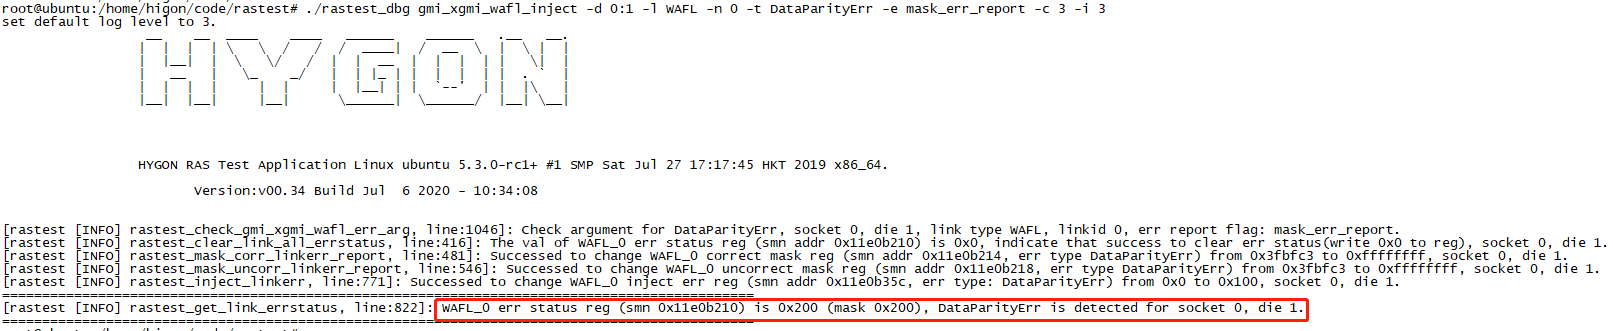 root@ubuntu:/home/higon/code/rastest# ./rastest_dbg gmi_xgmi_wafl_inject -d 0:1 -l WAFL -n 0 -t DataParityErr -e mask_err_report -c 3 -i 3
set default log level to 3.
HYGON
HYGON RAS Test Application Linux ubuntu 5.3.0-rc1+ #1 SMP Sat Jul 27 17:17:45 HKT 2019 x86_64.
Version:v00.34 Build Jul  6 2020 - 10:34:08
[rastest [INFO] rastest_check_gmi_xgmi_wafl_err_arg, line:1046]: Check argument for DataParityErr, socket 0, die 1, link type WAFL, linkid 0, err report flag: mask_err_report.
[rastest [INFO] rastest_clear_link_all_errstatus, line:416]: The val of WAFL_0 err status reg (smn addr 0x11e0b210) is 0x0, indicate that success to clear err status(write 0x0 to reg), socket 0, die 1.
[rastest [INFO] rastest_mask_corr_linkerr_report, line:481]: Successed to change WAFL_0 correct mask reg (smn addr 0x11e0b214, err type DataParityErr) from 0x3fbfc3 to 0xffffffff, socket 0, die 1.
[rastest [INFO] rastest_mask_uncorr_linkerr_report, line:546]: Successed to change WAFL_0 uncorrect mask reg (smn addr 0x11e0b218, err type DataParityErr) from 0x3fbfc3 to 0xffffffff, socket 0, die 1.
[rastest [INFO] rastest_inject_linkerr, line:771]: Successed to change WAFL_0 inject err reg (smn addr 0x11e0b35c, err type: DataParityErr) from 0x0 to 0x100, socket 0, die 1.
[rastest [INFO] rastest_get_link_errstatus, line:822]: WAFL_0 err status reg (smn 0x11e0b210) is 0x200 (mask 0x200), DataParityErr is detected for socket 0, die 1.